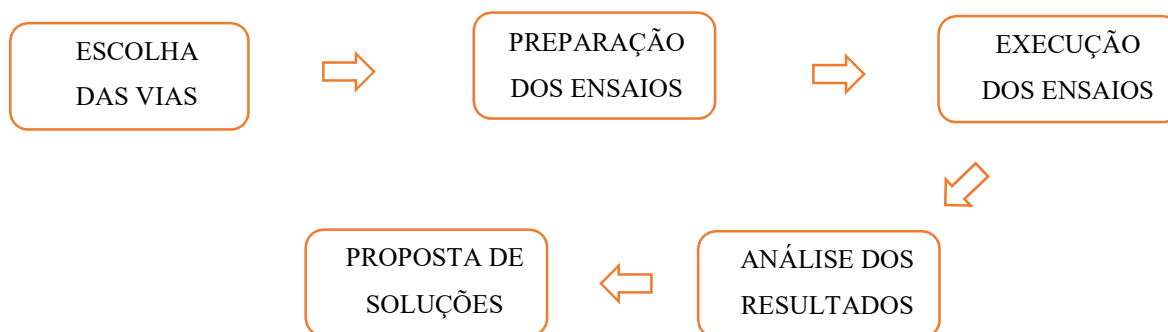 ESCOLHA
DAS VIAS
PREPARAÇÃO
DOS ENSAIOS
EXECUÇÃO
DOS ENSAIOS
ANÁLISE DOS
RESULTADOS
PROPOSTA DE
SOLUÇÕES